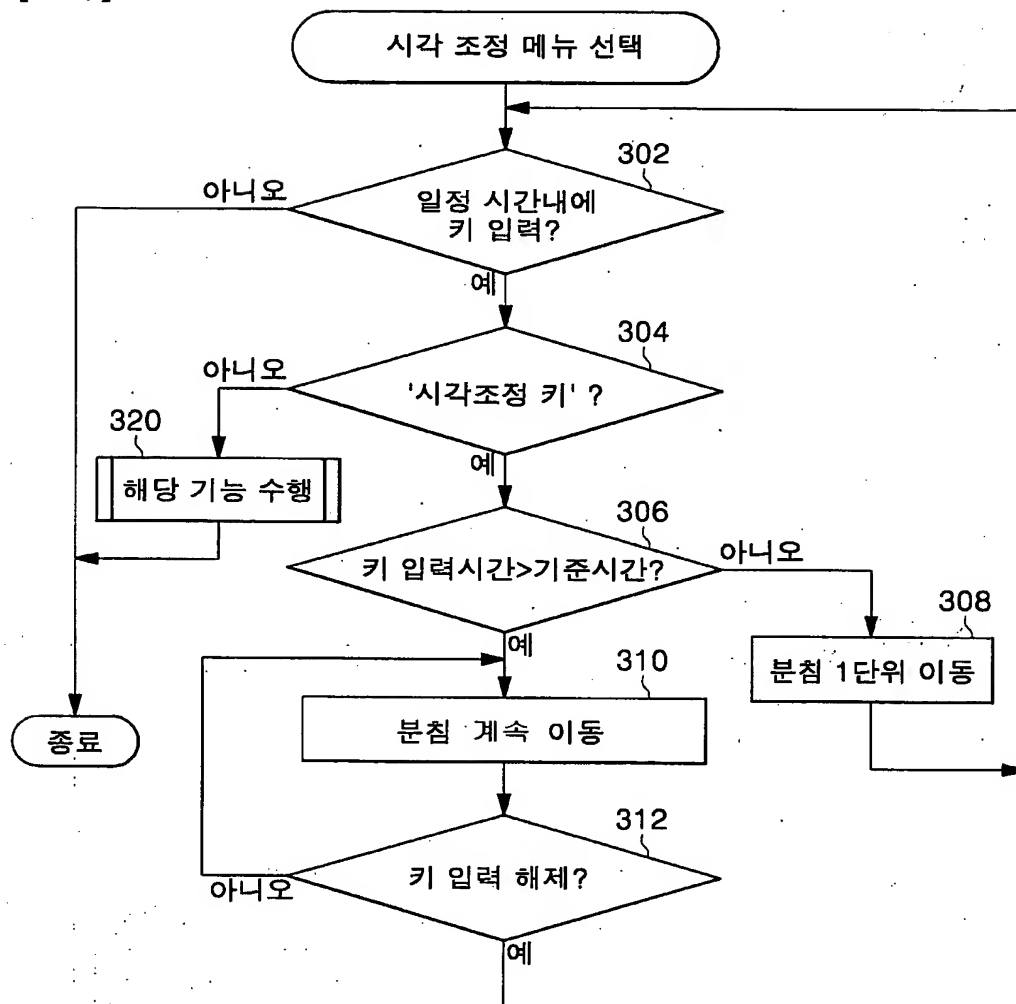 시각 조정 메뉴 선택
302
아니오
일정 시간내에
키 입력?
예
304
아니오
'시각조정 키' ?
320
예
해당 기능 수행
306
키 입력시간>기준시간?
아니오
308
예
분침 1단위 이동
310
분침 계속 이동
종료
312
키 입력 해제?
아니오
예